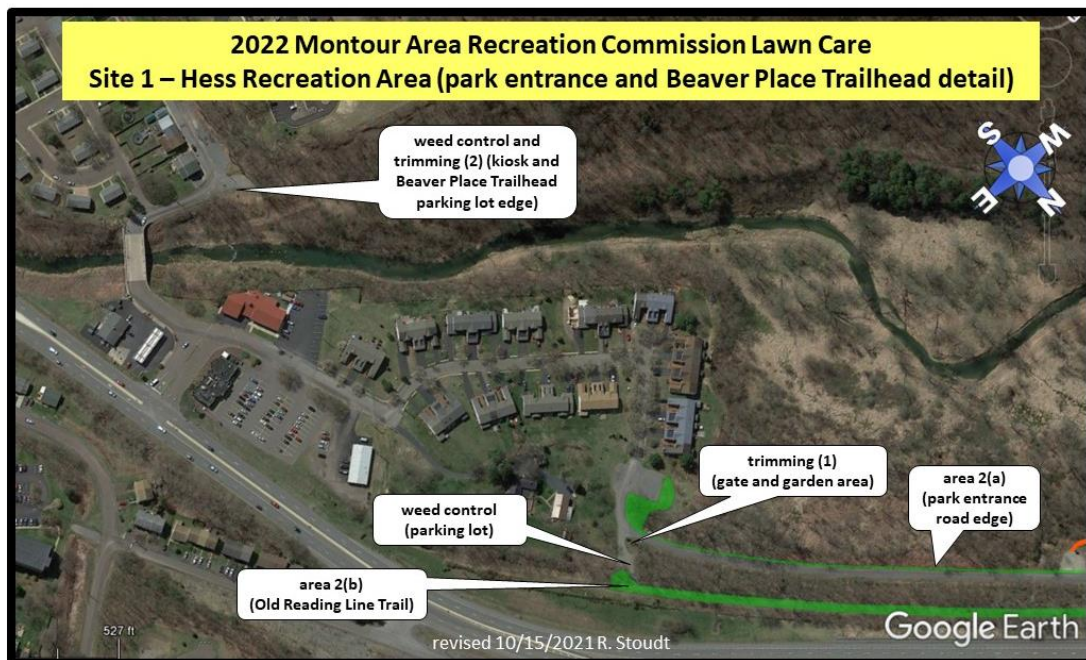 2022 Montour Area Recreation Commission Lawn Care
Site 1 – Hess Recreation Area (park entrance and Beaver Place Trailhead detail)
weed control and
trimming (2) (kiosk and
Beaver Place Trailhead
parking lot edge)
S
W
E
N
trimming (1)
(gate and garden area)
area 2(a)
(park entrance
road edge)
weed control
(parking lot)
area 2(b)
(Old Reading Line Trail)
527 ft
revised 10/15/2021 R. Stoudt
Google Earth